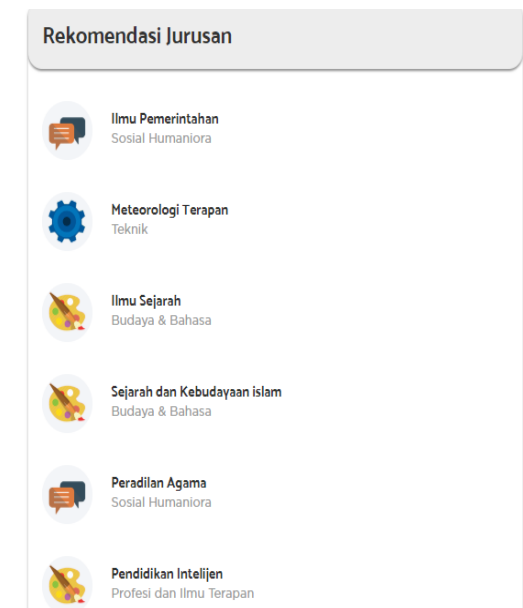 Rekomendasi Jurusan
Ilmu Pemerintahan
Sosial Humaniora
Meteorologi Terapan
Teknik
Ilmu Sejarah
Budaya & Bahasa
Sejarah dan Kebudayaan islam
Budaya & Bahasa
Peradilan Agama
Sosial Humaniora
Pendidikan Intelijen
Profesi dan Ilmu Terapan